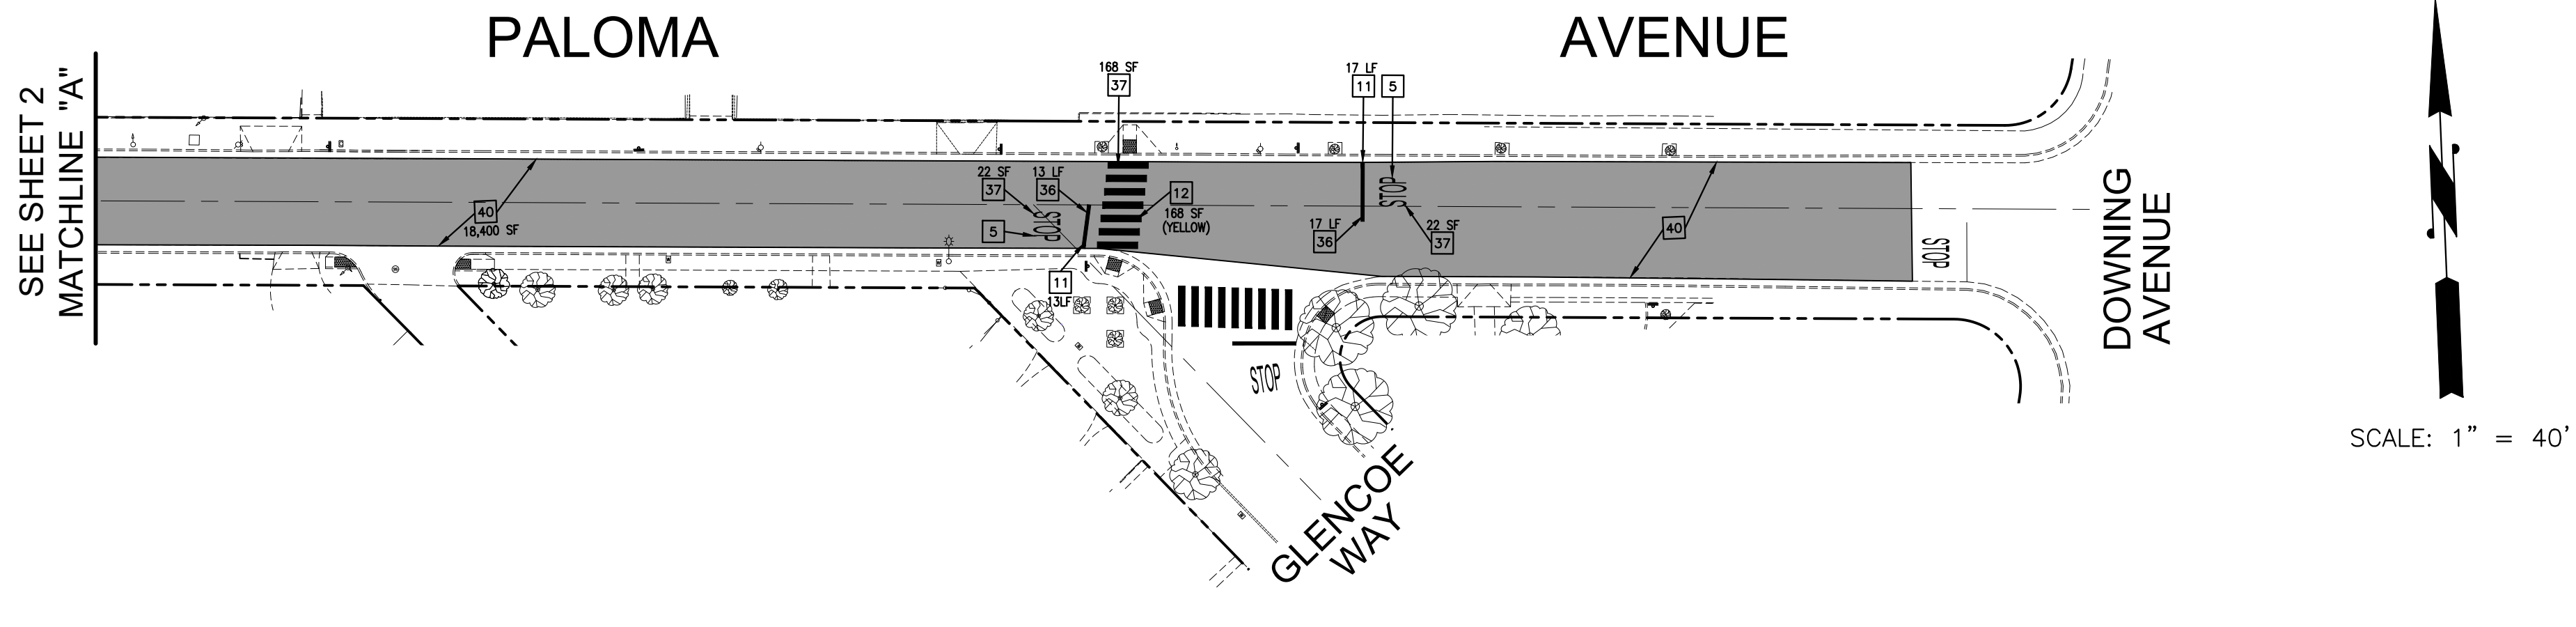 PALOMA AVENUE
SEE SHEET 2
MATCHLINE "A"
168 SF
37
17 LF
11 5
22 SF
37
13 LF
36
STOP
5
11
13LF
12
168 SF
(YELLOW)
40
18,400 SF
STOP
17 LF
36
22 SF
37
40
STOP
STOP
DOWNING
AVENUE
GLENCOE
WAY
SCALE: 1" = 40'